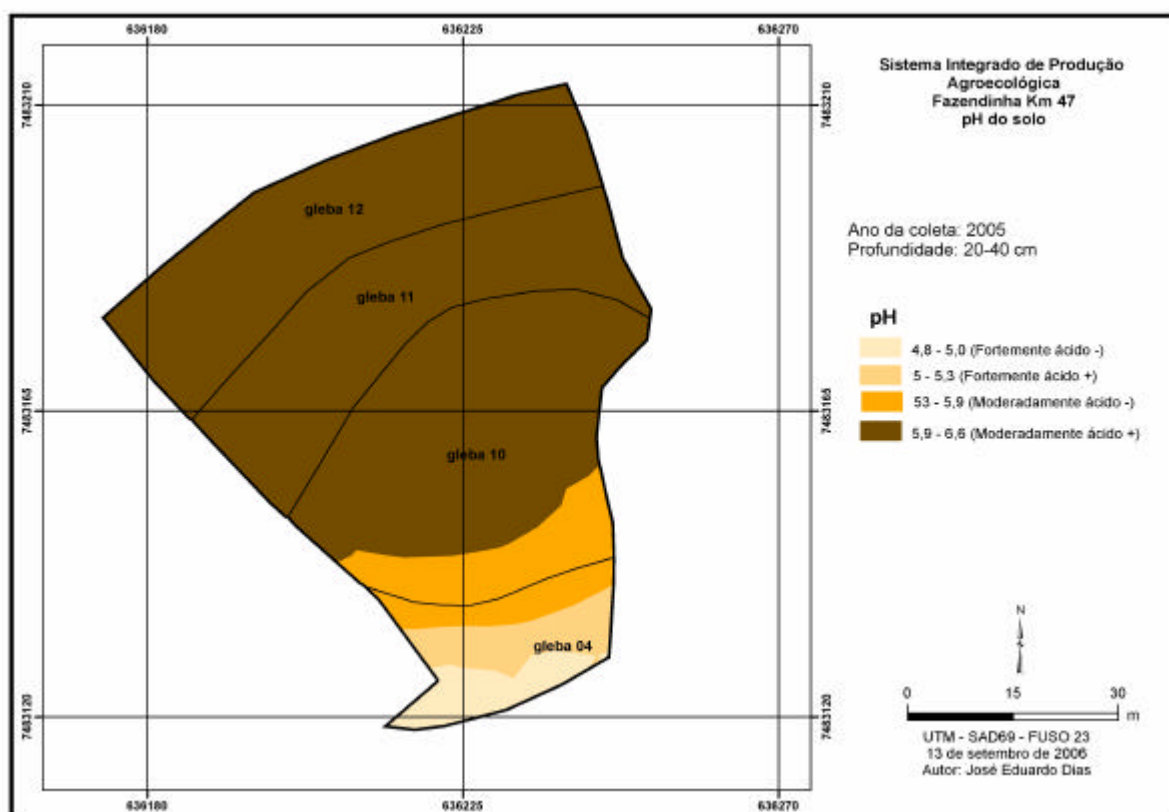 636180
636225
636270
7483210
7483210
Sistema Integrado de Produção
Agroecológica
Fazendinha Km 47
pH do solo
gleba 12
Ano da coleta: 2005
Profundidade: 20-40 cm
gleba 11
pH
4,8 - 5,0 (Fortemente ácido -)
5 - 5,3 (Fortemente ácido +)
53 - 5,9 (Moderadamente ácido -)
5,9 - 6,6 (Moderadamente ácido +)
7483165
7483165
gleba 10
gleba 04
N
0
15
30
m
7483120
7483120
UTM - SAD69 - FUSO 23
13 de setembro de 2006
Autor: José Eduardo Dias
636180
636225
636270